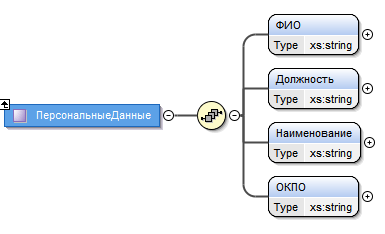 ФИО
Type xs:string
Должность
Type xs:string
ПерсональныеДанные
Наименование
Type xs:string
ОКПО
Type xs:string